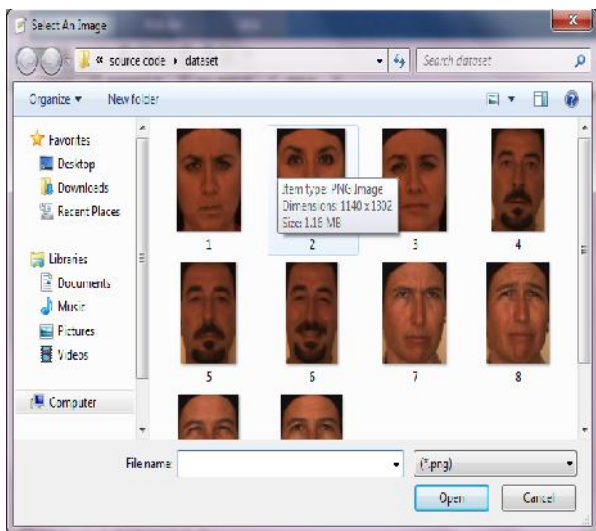 Select An Image
« source code ▸ dataset
Search dataset
Organize ▼ New folder
Favorites
Desktop
Downloads
Recent Places
Libraries
Documents
Music
Pictures
Videos
Computer
Item type: PNG Image
Dimensions: 1140 x 1302
Size: 1.16 MB
1 2 3 4
5 6 7 8
File name:
(*.png)
Open Cancel